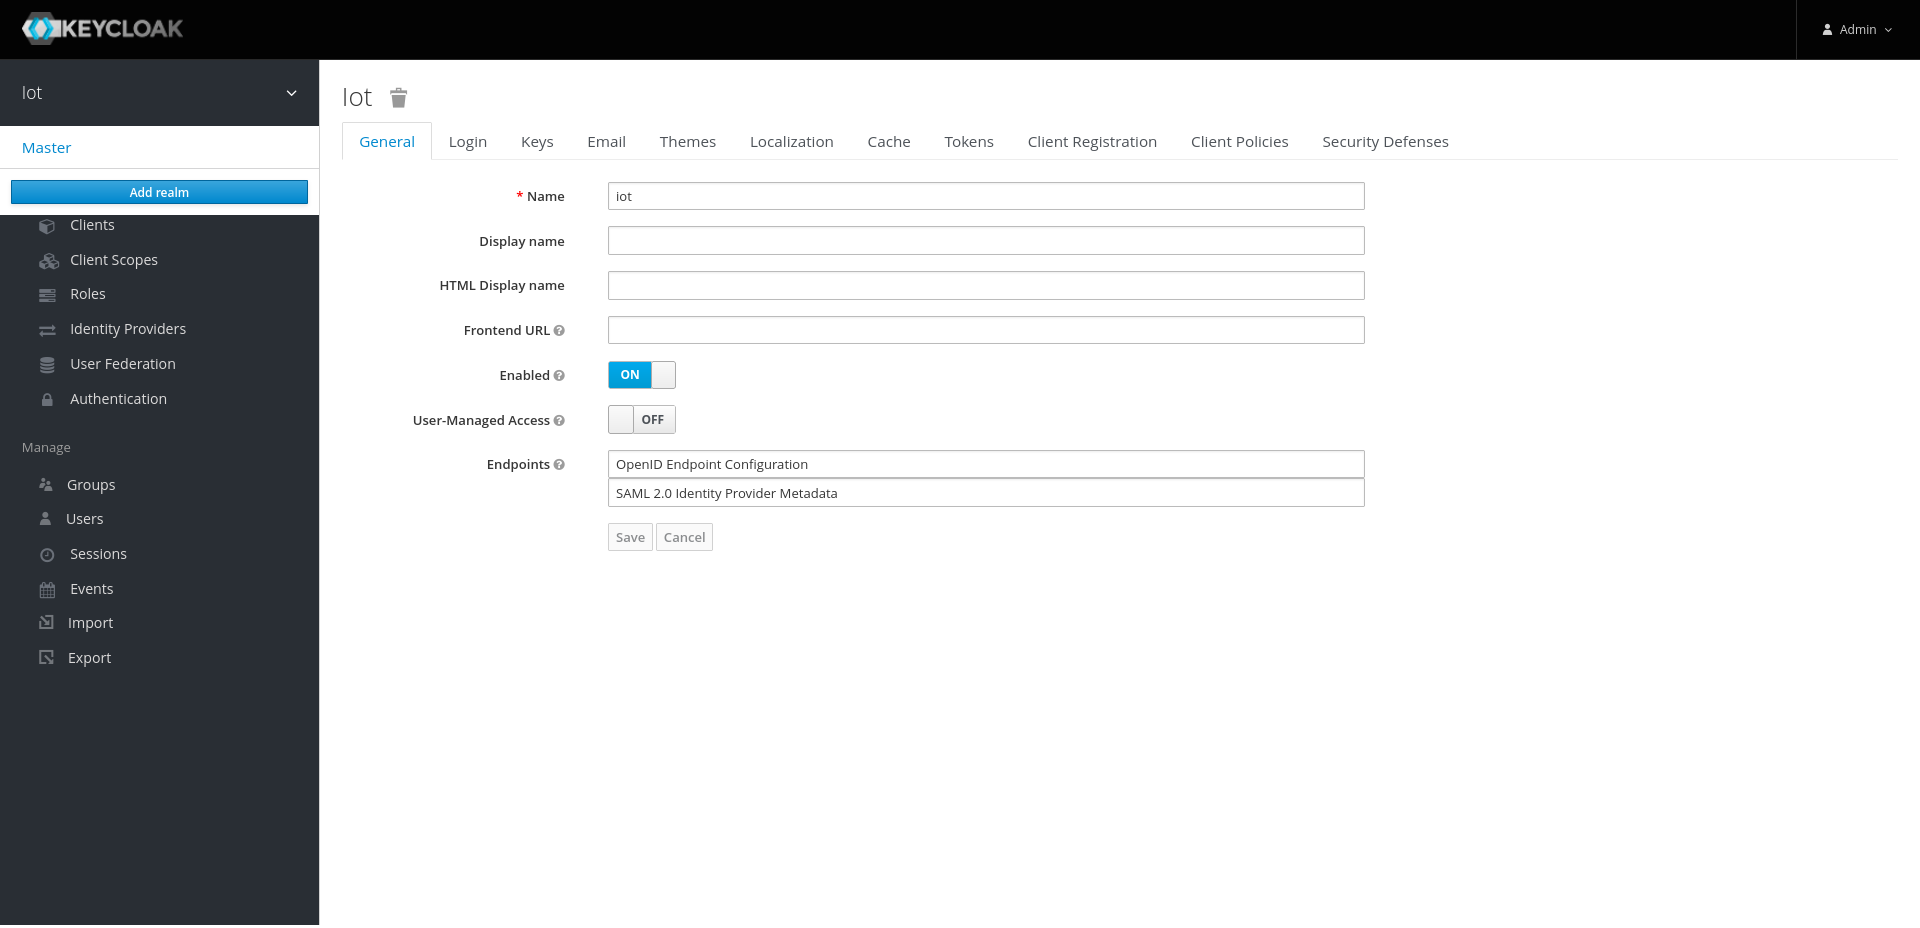 KEYCLOAK
Admin
Iot
Master
Add realm
Clients
Client Scopes
Roles
Identity Providers
User Federation
Authentication
Manage
Groups
Users
Sessions
Events
Import
Export
Iot
General Login Keys Email Themes Localization Cache Tokens Client Registration Client Policies Security Defenses
* Name iot
Display name
HTML Display name
Frontend URL
Enabled ON
User-Managed Access OFF
Endpoints OpenID Endpoint Configuration
SAML 2.0 Identity Provider Metadata
Save Cancel